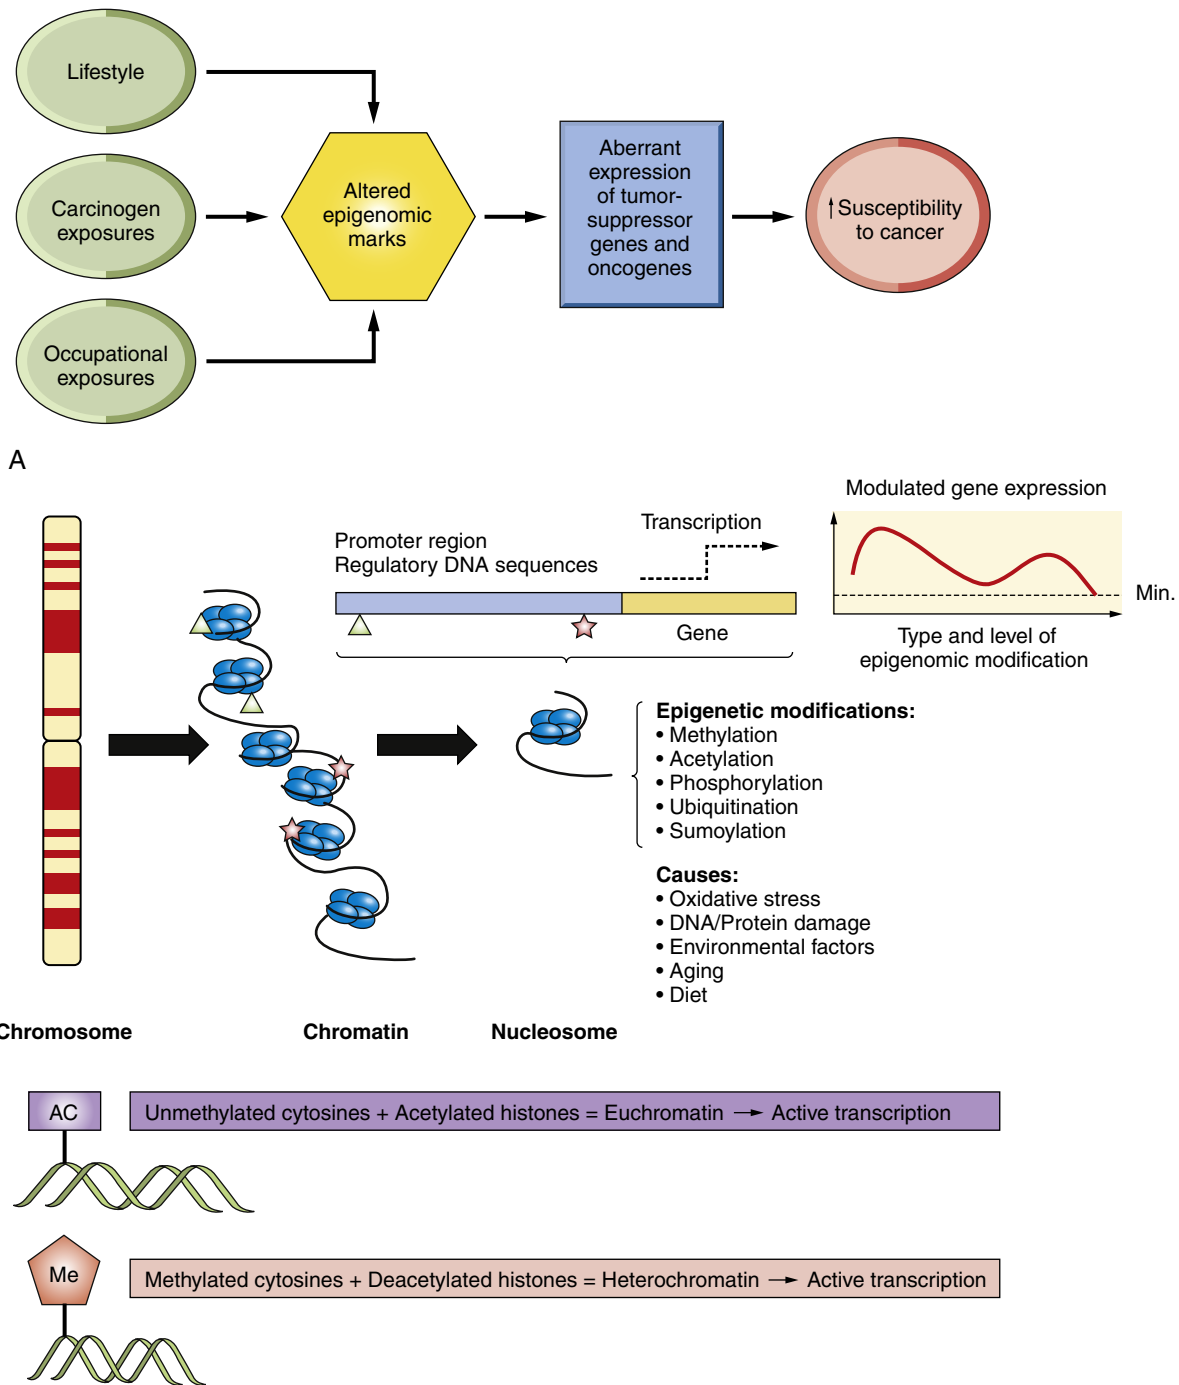 Lifestyle
Carcinogen
exposures
Occupational
exposures
Altered
epigenomic
marks
Aberrant
expression
of tumor-
suppressor
genes and
oncogenes
↑Susceptibility
to cancer
A
Promoter region
Regulatory DNA sequences
Transcription
Gene
Modulated gene expression
Min.
Type and level of
epigenomic modification
Epigenetic modifications:
• Methylation
• Acetylation
• Phosphorylation
• Ubiquitination
• Sumoylation
Causes:
• Oxidative stress
• DNA/Protein damage
• Environmental factors
• Aging
• Diet
Chromosome
Chromatin
Nucleosome
AC
Unmethylated cytosines + Acetylated histones = Euchromatin → Active transcription
Me
Methylated cytosines + Deacetylated histones = Heterochromatin → Active transcription